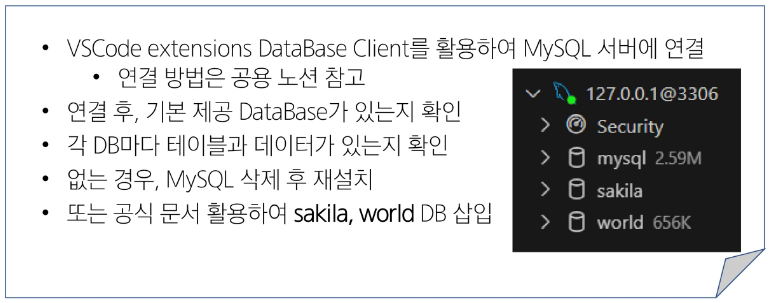 • VSCode extensions DataBase Client를 활용하여 MySQL 서버에 연결
• 연결 방법은 공용 노션 참고
• 연결 후, 기본 제공 DataBase가 있는지 확인
• 각 DB마다 테이블과 데이터가 있는지 확인
• 없는 경우, MySQL 삭제 후 재설치
• 또는 공식 문서 활용하여 sakila, world DB 삽입
127.0.0.1@3306
Security
mysql 2.59M
sakila
world 656K